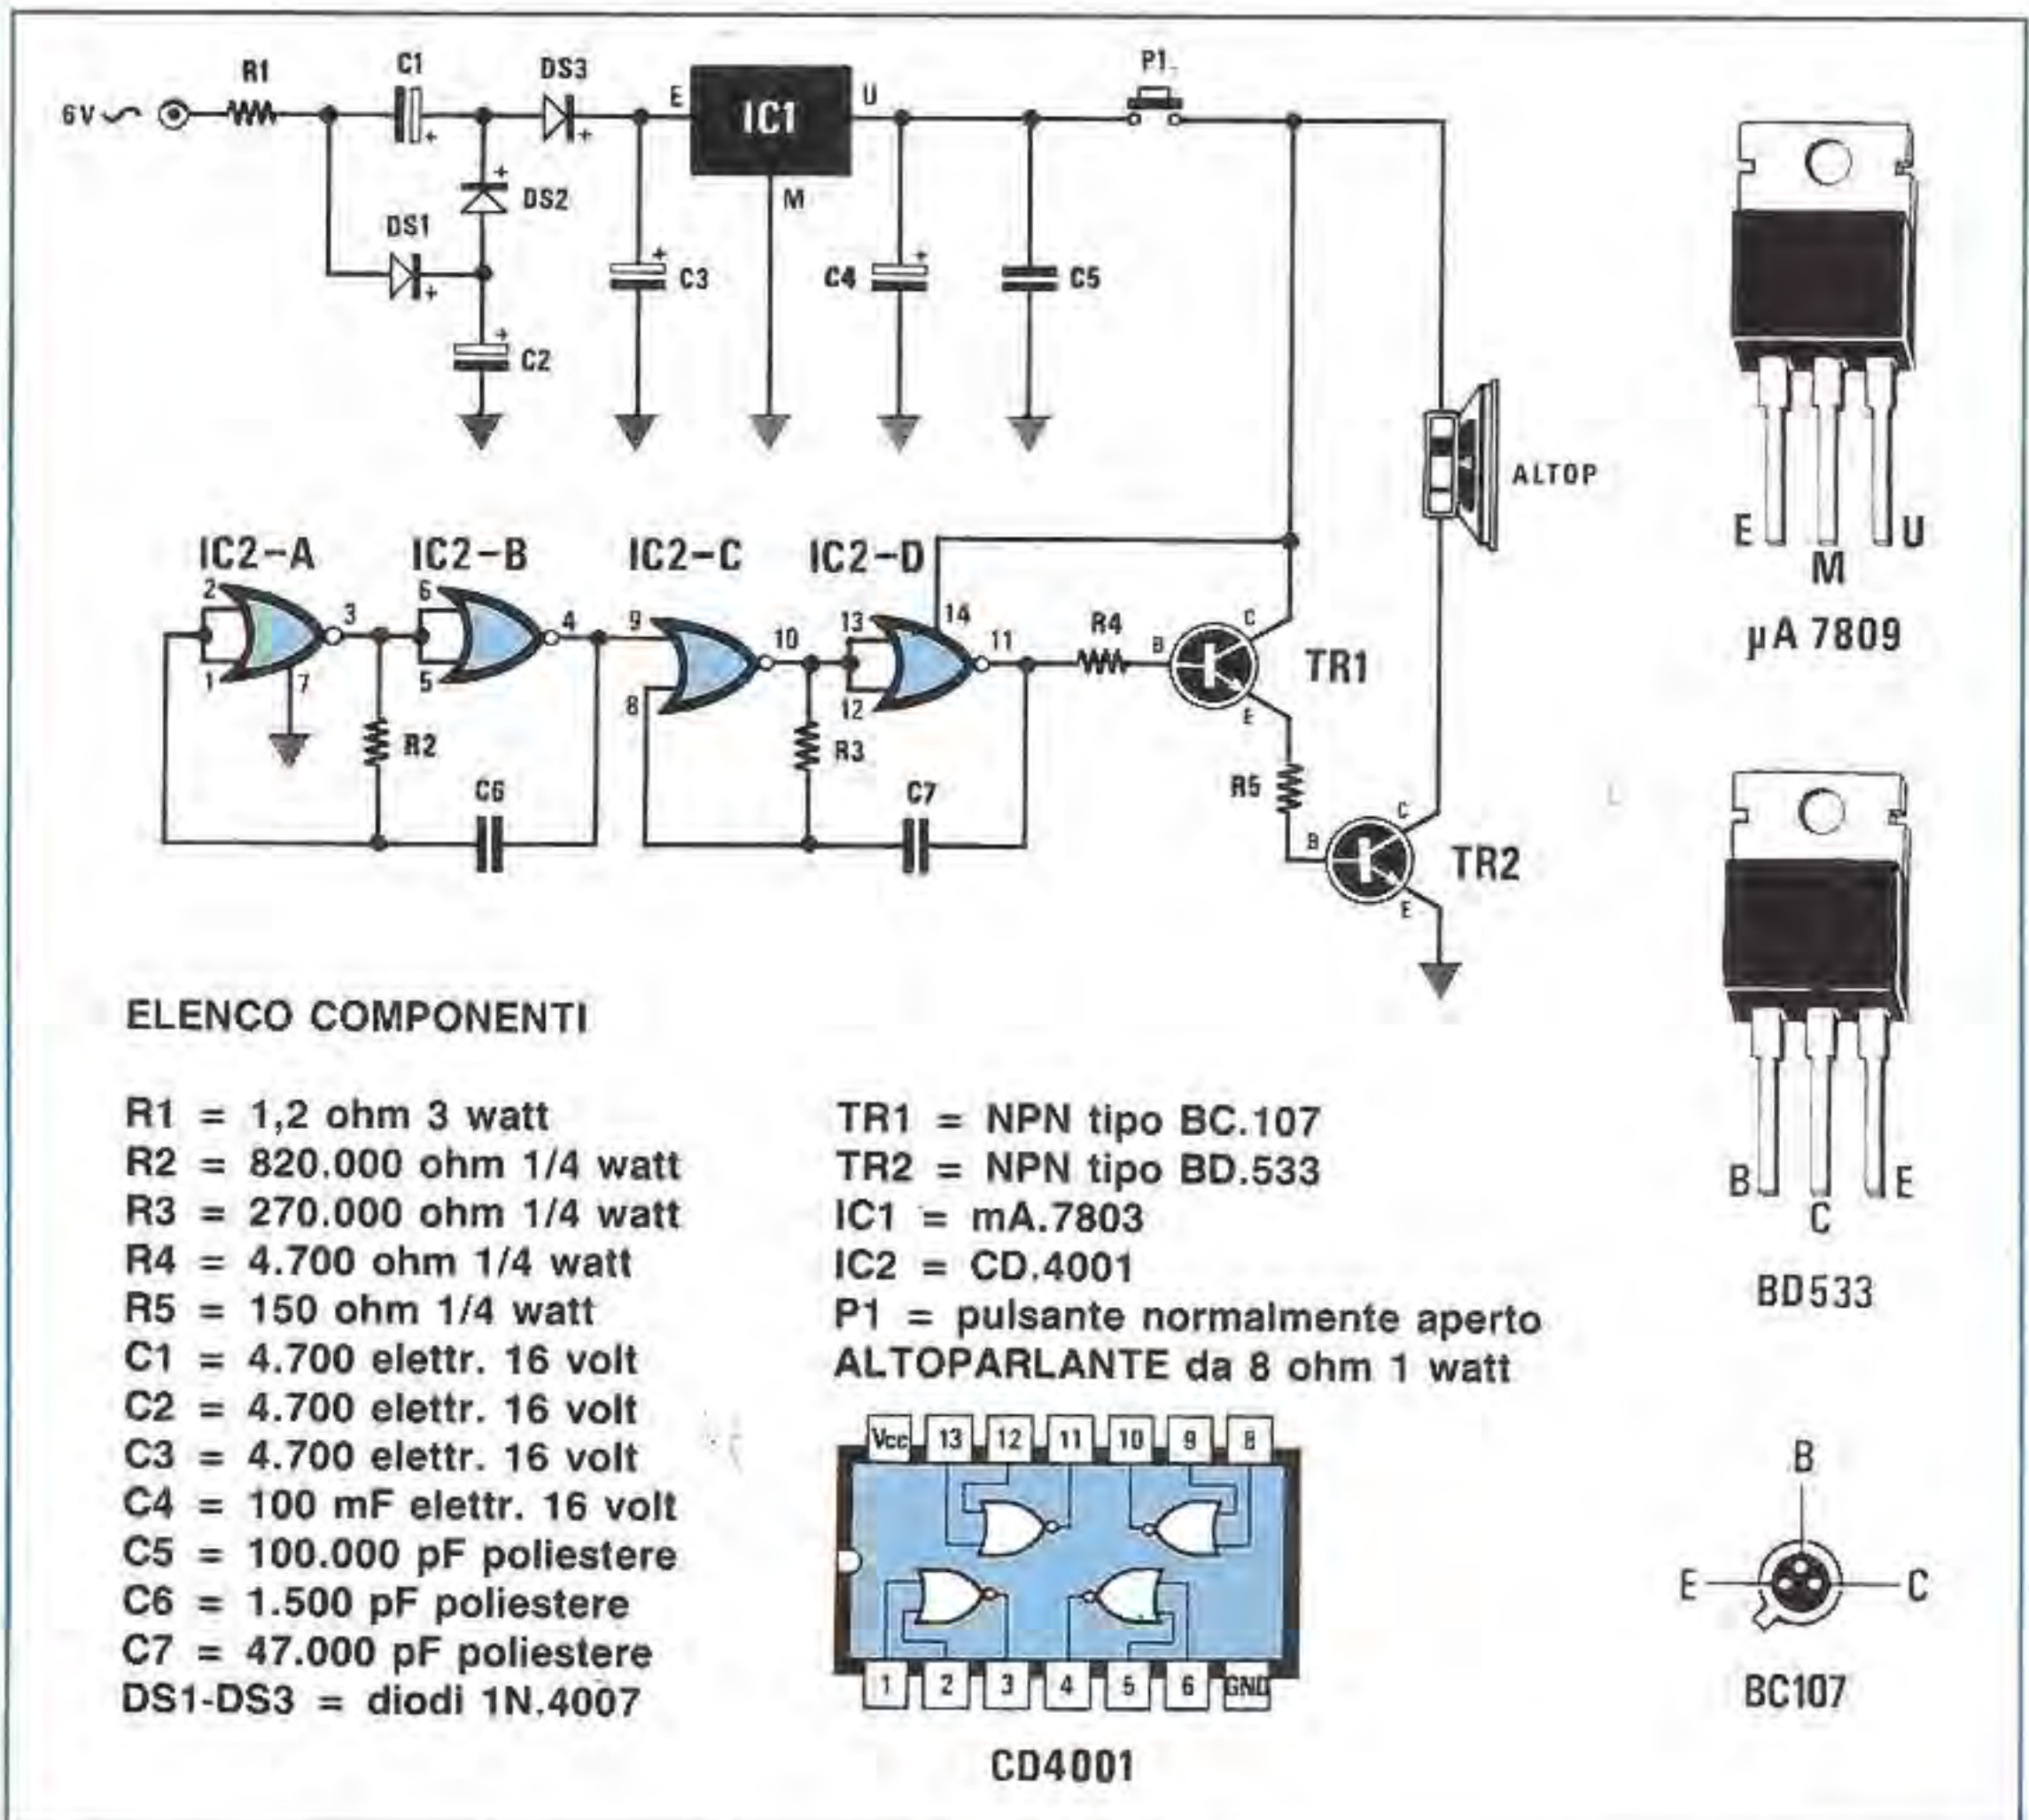 R1
C1
DS3
6V
E
IC1
U
P1
+
+
M
+
DS2
DS1
+
+
C3
C4
+
C5
+
C2
ALTOP
E
M
U
µA 7809
IC2-A
IC2-B
IC2-C
IC2-D
2
1
3
7
6
5
4
9
8
10
13
12
14
11
R4
B
C
E
TR1
R2
C6
R3
C7
R5
B
C
E
TR2
B
C
E
BD533
ELENCO COMPONENTI
R1 = 1,2 ohm 3 watt
R2 = 820.000 ohm 1/4 watt
R3 = 270.000 ohm 1/4 watt
R4 = 4.700 ohm 1/4 watt
R5 = 150 ohm 1/4 watt
C1 = 4.700 elettr. 16 volt
C2 = 4.700 elettr. 16 volt
C3 = 4.700 elettr. 16 volt
C4 = 100 mF elettr. 16 volt
C5 = 100.000 pF poliestere
C6 = 1.500 pF poliestere
C7 = 47.000 pF poliestere
DS1-DS3 = diodi 1N.4007
TR1 = NPN tipo BC.107
TR2 = NPN tipo BD.533
IC1 = mA.7803
IC2 = CD.4001
P1 = pulsante normalmente aperto
ALTOPARLANTE da 8 ohm 1 watt
Vcc 13 12 11 10 9 8
1 2 3 4 5 6 GND
CD4001
B
E
C
BC107